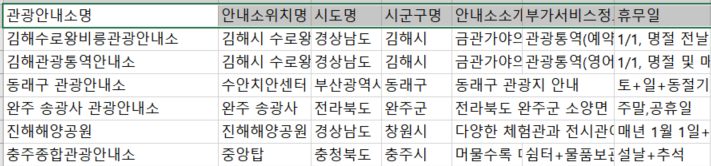 관광안내소명 안내소위치명 시도명 시군구명 안내소소개 부가서비스정 휴무일
김해수로왕비릉관광안내소 김해시 수로왕 경상남도 김해시 금관가야의 관광통역(예약 1/1, 명절 전날
김해관광통역안내소 김해시 수로왕 경상남도 김해시 금관가야의 관광통역(영어 1/1, 명절 및 매
동래구 관광안내소 수안치안센터 부산광역시 동래구 동래구 관광지 안내 토+일+동절기
완주 송광사 관광안내소 완주 송광사 전라북도 완주군 전라북도 완주군 소양면 주말,공휴일
진해해양공원 진해해양공원 경상남도 창원시 다양한 체험관과 전시관 매년 1월 1일+
충주종합관광안내소 중앙탑 충청북도 충주시 머물수록 쉼터+물품보관 설날+추석